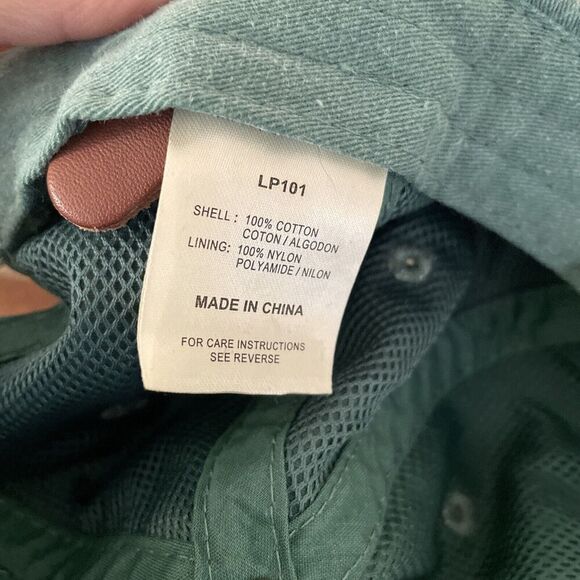 LP101
SHELL: 100% COTTON
COTON / ALGODON
LINING: 100% NYLON
POLYAMIDE / NILON
MADE IN CHINA
FOR CARE INSTRUCTIONS
SEE REVERSE